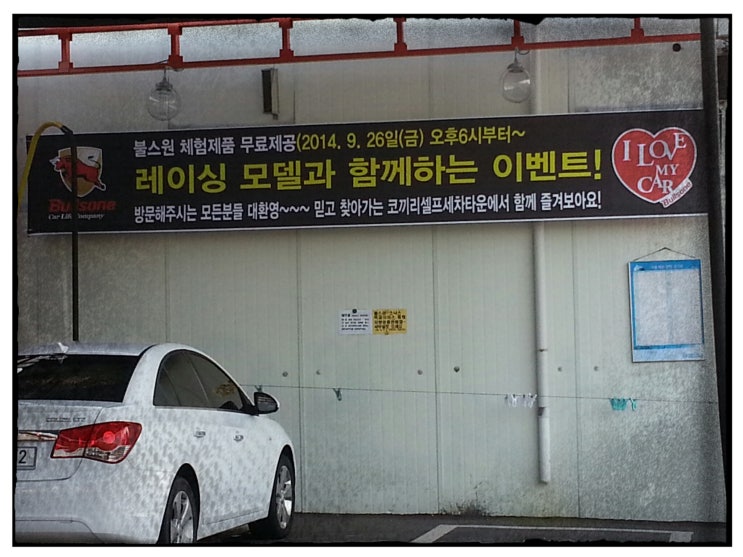 불스원 체험제품 무료제공(2014. 9. 26일(금) 오후6시부터~
레이싱 모델과 함께하는 이벤트!
방문해주시는 모든분들 대환영~~~ 믿고 찾아가는 코끼리셀프세차타운에서 함께 즐겨보아요!
Bullsone
Car Life Company
I LOVE
MY
CAR
Bullsone
2